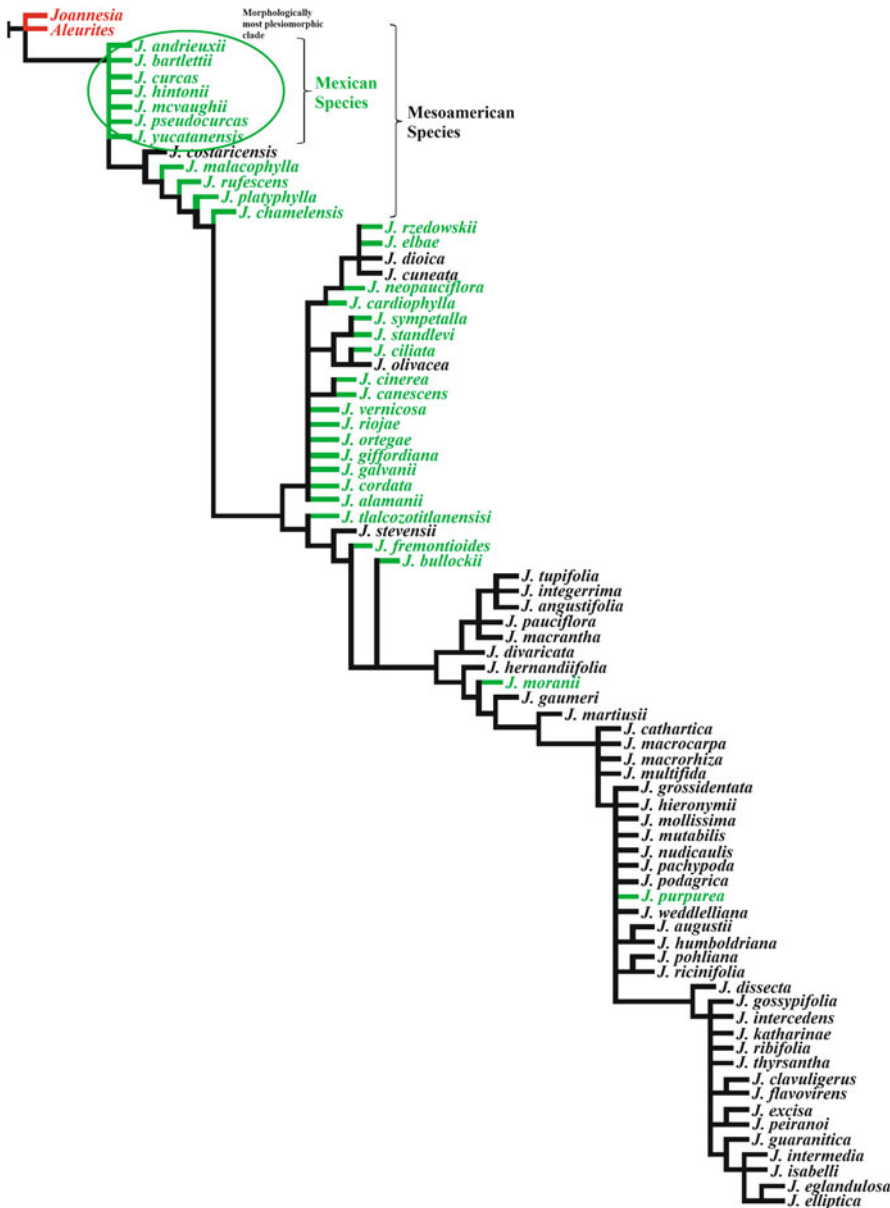 Joannesia
Aleurites
Morphologically
most plesiomorphic
clade
J. andrieuxii
J. bartlettii
J. curcas
J. hintonii
J. mcvaughii
J. pseudocurcas
J. yucatanensis
Mexican
Species
Mesoamerican
Species
J. costaricensis
J. malacophylla
J. rufescens
J. platyphylla
J. chamelensis
J. rzedowskii
J. elbae
J. dioica
J. cuneata
J. neopauciflora
J. cardiophylla
J. sympetalla
J. standlevi
J. ciliata
J. olivacea
J. cinerea
J. canescens
J. vernicosa
J. riojae
J. ortegae
J. giffordiana
J. galvanii
J. cordata
J. alamanii
J. tlalcozotitlanensisi
J. stevensii
J. fremontioides
J. bullockii
J. tupifolia
J. integerrima
J. angustifolia
J. pauciflora
J. macrantha
J. divaricata
J. hernandiifolia
J. moranii
J. gaumeri
J. martiusii
J. cathartica
J. macrocarpa
J. macrorhiza
J. multifida
J. grossidentata
J. hieronymii
J. mollissima
J. mutabilis
J. nudicaulis
J. pachypoda
J. podagrica
J. purpurea
J. weddlelliana
J. augustii
J. humboldriana
J. pohliana
J. ricinifolia
J. dissecta
J. gossypifolia
J. intercedens
J. katharinae
J. ribifolia
J. thyrsantha
J. clavuligerus
J. flavovirens
J. excisa
J. peiranoi
J. guaranitica
J. intermedia
J. isabelli
J. eglandulosa
J. elliptica